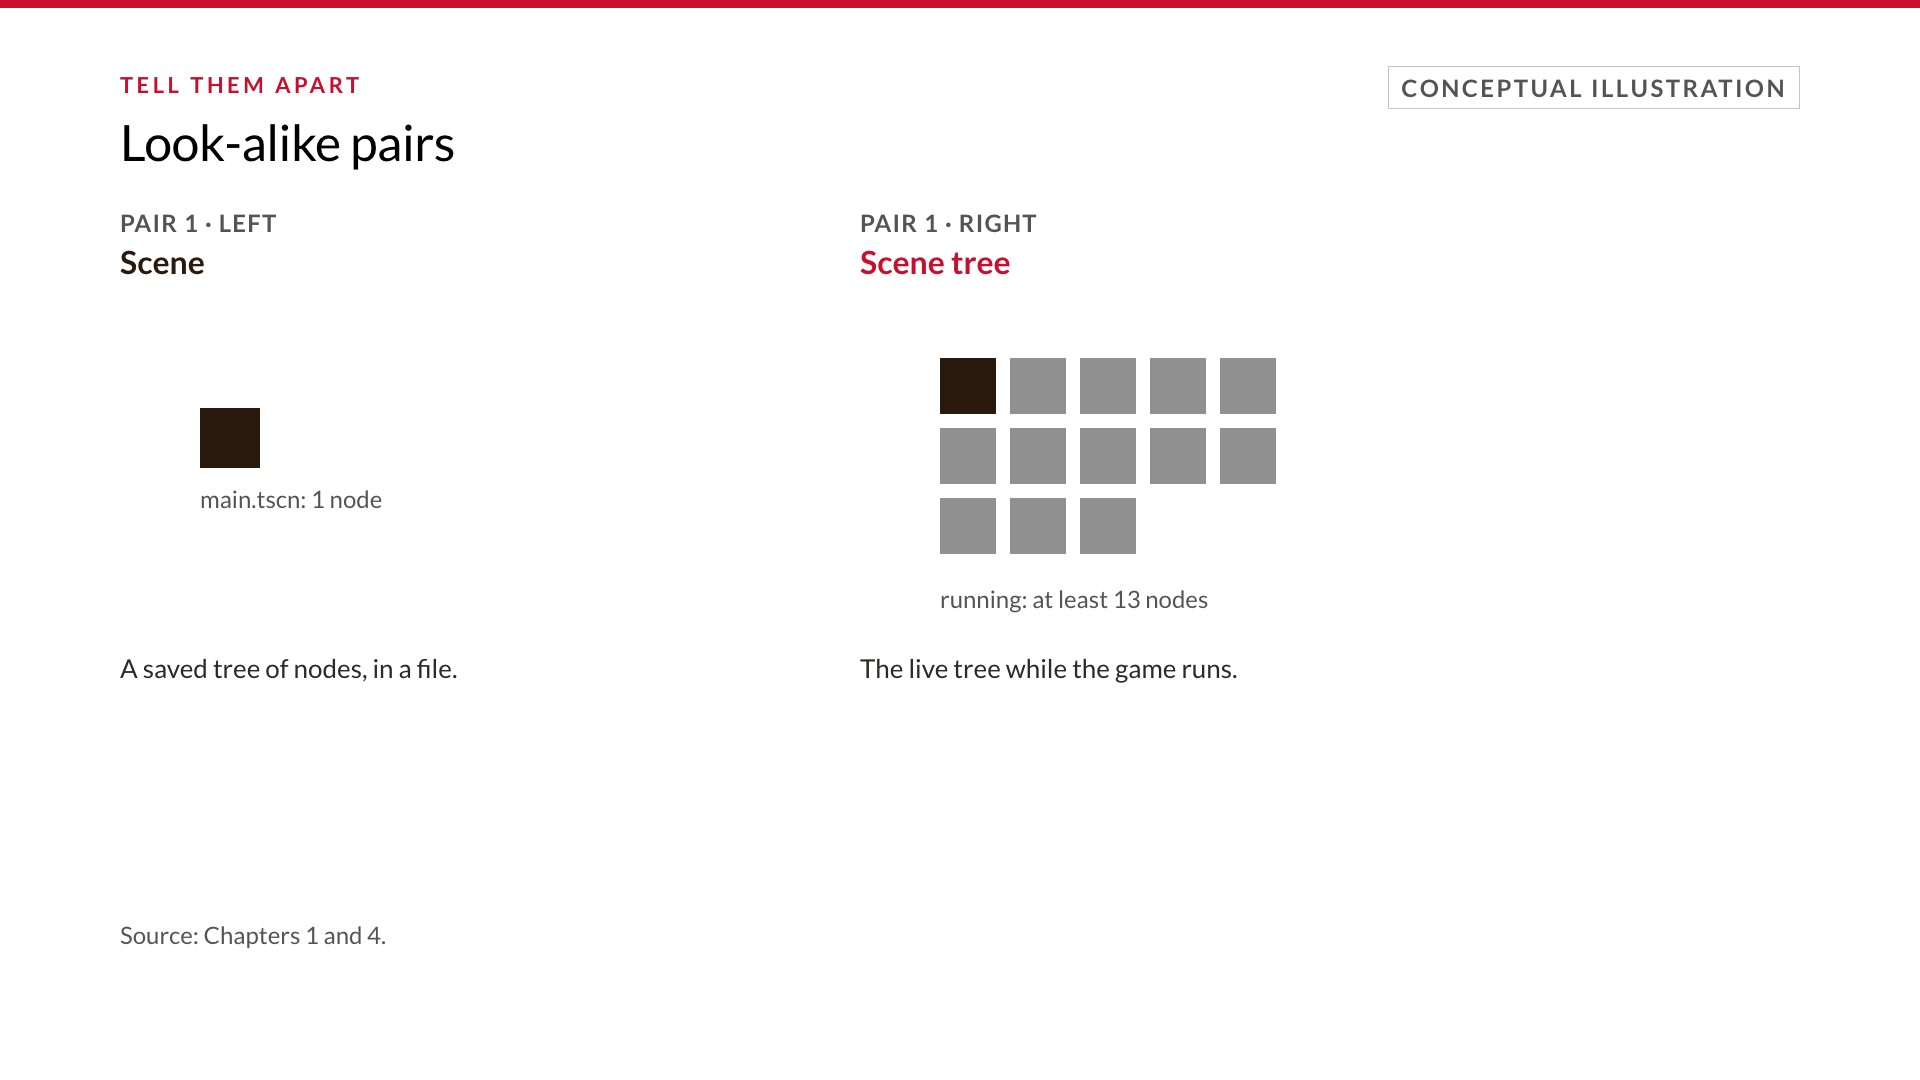 TELL THEM APART
CONCEPTUAL ILLUSTRATION
Look-alike pairs
PAIR 1 · LEFT
Scene
main.tscn: 1 node
A saved tree of nodes, in a file.
PAIR 1 · RIGHT
Scene tree
running: at least 13 nodes
The live tree while the game runs.
Source: Chapters 1 and 4.